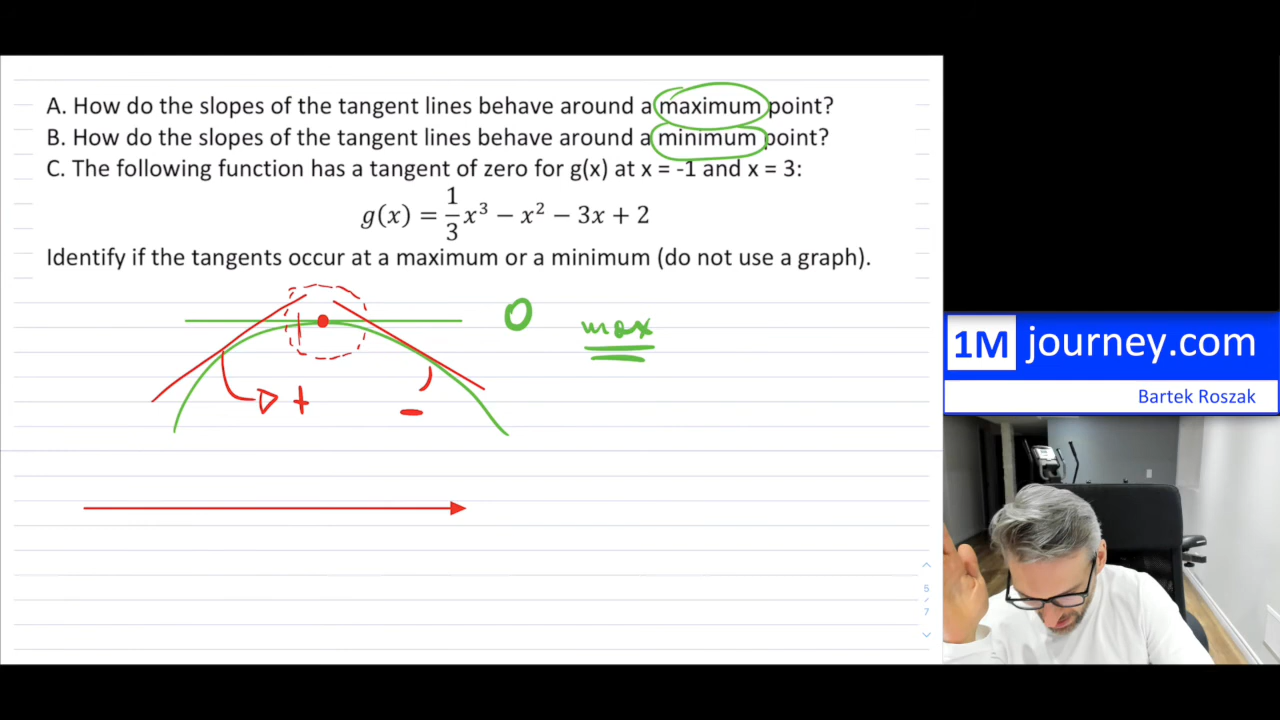 A. How do the slopes of the tangent lines behave around a maximum point?
B. How do the slopes of the tangent lines behave around a minimum point?
C. The following function has a tangent of zero for g(x) at x = -1 and x = 3:
g(x) = 1/3 x³ − x² − 3x + 2
Identify if the tangents occur at a maximum or a minimum (do not use a graph).
0 max
+ -
1M journey.com
Bartek Roszak
5
/
7